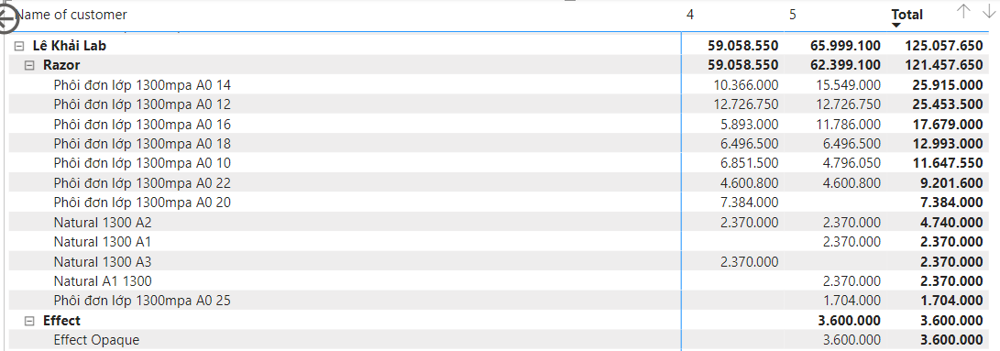 Name of customer 4 5 Total
Lê Khải Lab 59.058.550 65.999.100 125.057.650
Razor 59.058.550 62.399.100 121.457.650
Phôi đơn lớp 1300mpa A0 14 10.366.000 15.549.000 25.915.000
Phôi đơn lớp 1300mpa A0 12 12.726.750 12.726.750 25.453.500
Phôi đơn lớp 1300mpa A0 16 5.893.000 11.786.000 17.679.000
Phôi đơn lớp 1300mpa A0 18 6.496.500 6.496.500 12.993.000
Phôi đơn lớp 1300mpa A0 10 6.851.500 4.796.050 11.647.550
Phôi đơn lớp 1300mpa A0 22 4.600.800 4.600.800 9.201.600
Phôi đơn lớp 1300mpa A0 20 7.384.000 7.384.000
Natural 1300 A2 2.370.000 2.370.000 4.740.000
Natural 1300 A1 2.370.000 2.370.000
Natural 1300 A3 2.370.000 2.370.000
Natural A1 1300 2.370.000 2.370.000
Phôi đơn lớp 1300mpa A0 25 1.704.000 1.704.000
Effect 3.600.000 3.600.000
Effect Opaque 3.600.000 3.600.000